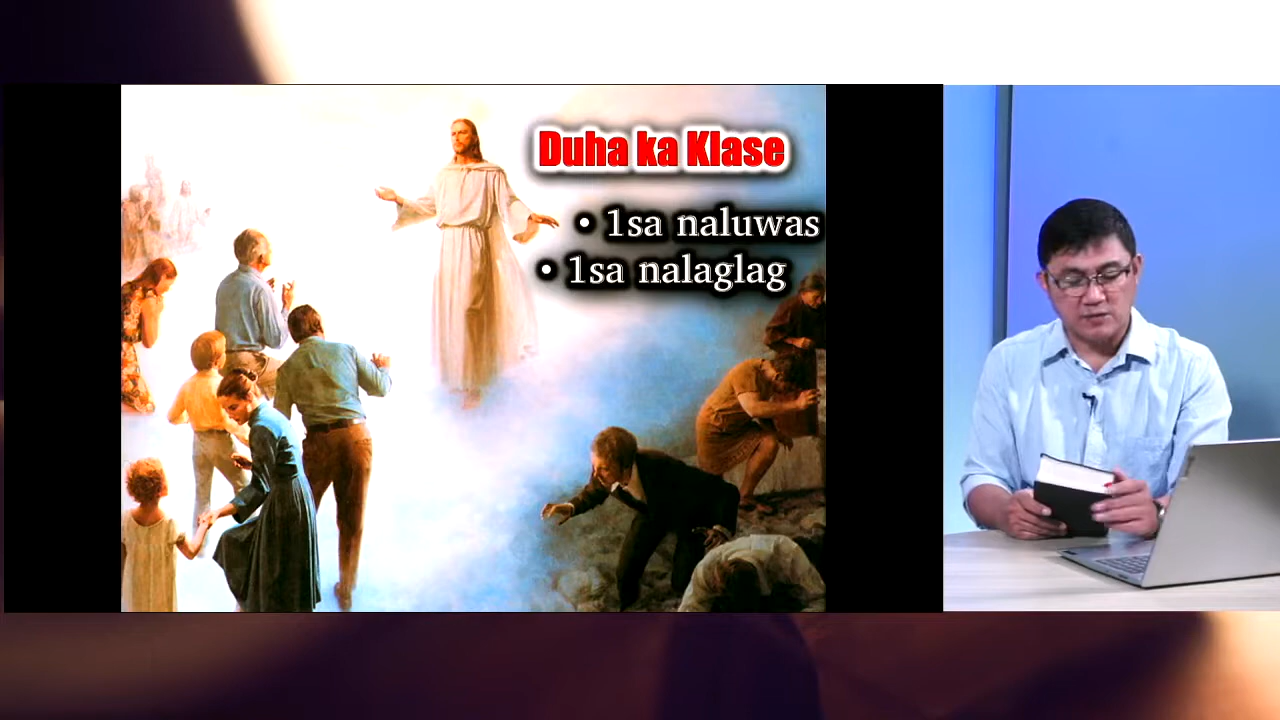 Duha ka Klase
• 1sa naluwas
• 1sa nalaglag